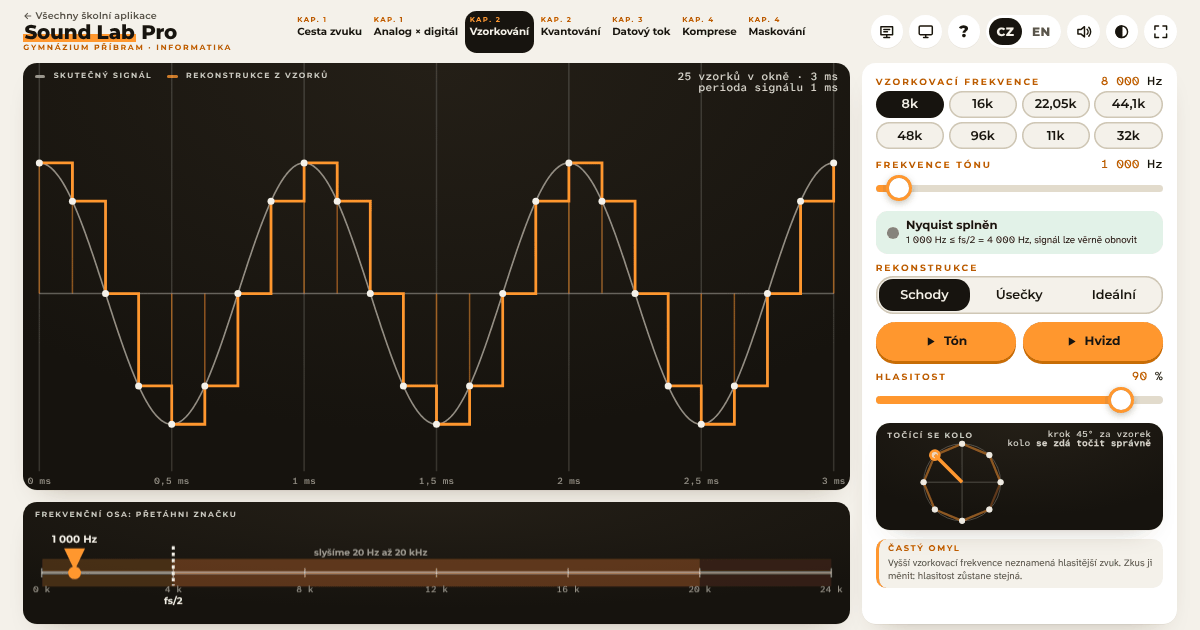 ← Všechny školní aplikace
Sound Lab Pro
GYMNÁZIUM PŘÍBRAM · INFORMATIKA
KAP. 1
Cesta zvuku
KAP. 1
Analog × digitál
KAP. 2
Vzorkování
KAP. 2
Kvantování
KAP. 3
Datový tok
KAP. 4
Komprese
KAP. 4
Maskování
?
CZ
EN
SKUTEČNÝ SIGNÁL
REKONSTRUKCE Z VZORKŮ
25 vzorků v okně · 3 ms
perioda signálu 1 ms
0 ms
0,5 ms
1 ms
1,5 ms
2 ms
2,5 ms
3 ms
FREKVENČNÍ OSA: PŘETÁHNI ZNAČKU
1 000 Hz
slyšíme 20 Hz až 20 kHz
0 k
4 k
8 k
12 k
16 k
20 k
24 k
fs/2
VZORKOVACÍ FREKVENCE
8 000 Hz
8k
16k
22,05k
44,1k
48k
96k
11k
32k
FREKVENCE TÓNU
1 000 Hz
Nyquist splněn
1 000 Hz ≤ fs/2 = 4 000 Hz, signál lze věrně obnovit
REKONSTRUKCE
Schody
Úsečky
Ideální
Tón
Hvizd
HLASITOST
90 %
TOČÍCÍ SE KOLO
krok 45° za vzorek
kolo se zdá točit správně
ČASTÝ OMYL
Vyšší vzorkovací frekvence neznamená hlasitější zvuk. Zkus ji
měnit: hlasitost zůstane stejná.